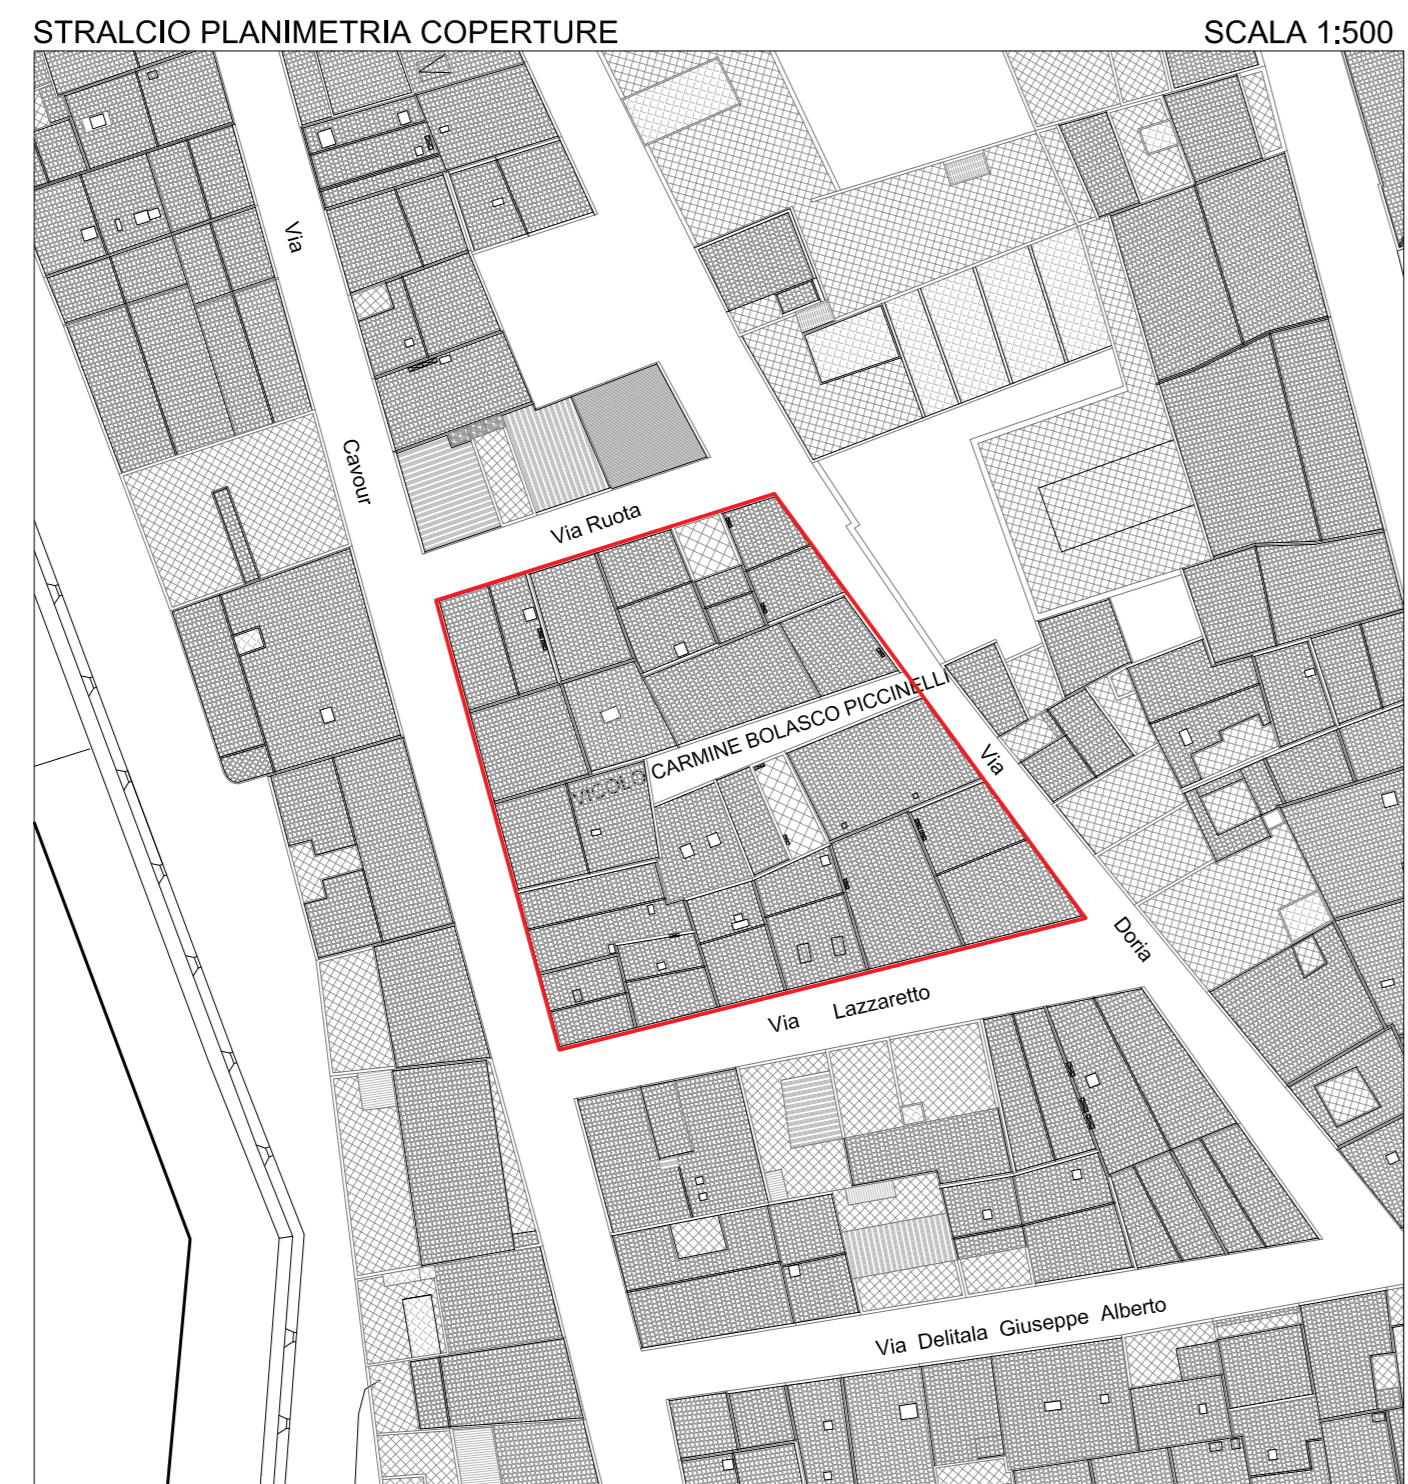 STRALCIO PLANIMETRIA COPERTURE
SCALA 1:500
Via
Cavour
Via Ruota
VICOLO CARMINE BOLASCO PICCINELLI
Via
Doria
Via Lazzaretto
Via Delitala Giuseppe Alberto